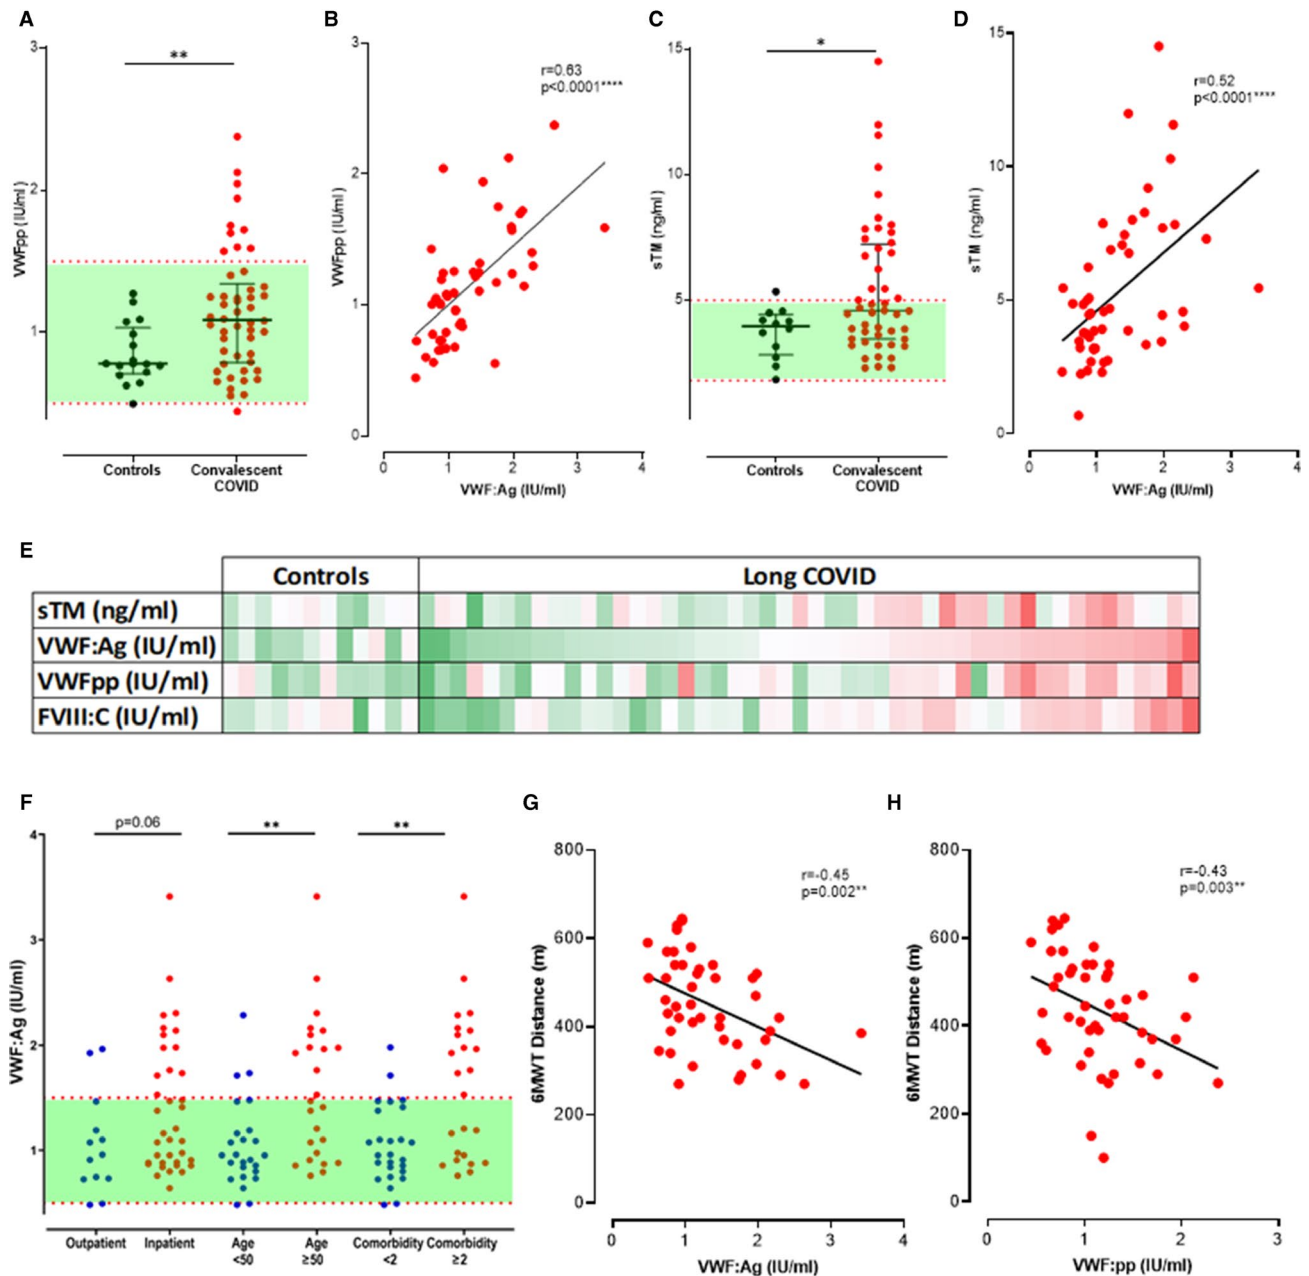 A
B
C
D
3
2
1
VWFpp (IU/ml)
**
Controls
Convalescent
COVID
3
2
1
0
VWFpp (IU/ml)
r=0.63
p<0.0001****
0 1 2 3 4
VWF:Ag (IU/ml)
15
10
5
sTM (ng/ml)
*
Controls
Convalescent
COVID
15
10
5
0
sTM (ng/ml)
r=0.52
p<0.0001****
0 1 2 3 4
VWF:Ag (IU/ml)
E
Controls Long COVID
sTM (ng/ml)
VWF:Ag (IU/ml)
VWFpp (IU/ml)
FVIII:C (IU/ml)
F
G
H
4
3
2
1
VWF:Ag (IU/ml)
p=0.06
**
**
Outpatient Inpatient Age Age Comorbidity Comorbidity
<50 ≥50 <2 ≥2
800
600
400
200
0
6MWT Distance (m)
r=-0.45
p=0.002**
0 1 2 3 4
VWF:Ag (IU/ml)
800
600
400
200
0
6MWT Distance (m)
r=-0.43
p=0.003**
0 1 2 3
VWF:pp (IU/ml)